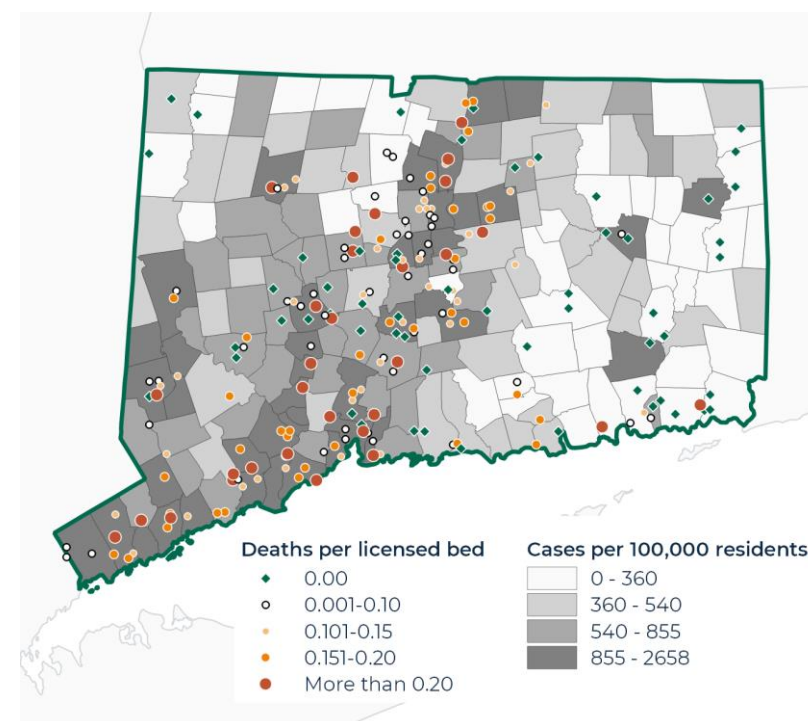 Deaths per licensed bed
0.00
0.001-0.10
0.101-0.15
0.151-0.20
More than 0.20
Cases per 100,000 residents
0 - 360
360 - 540
540 - 855
855 - 2658